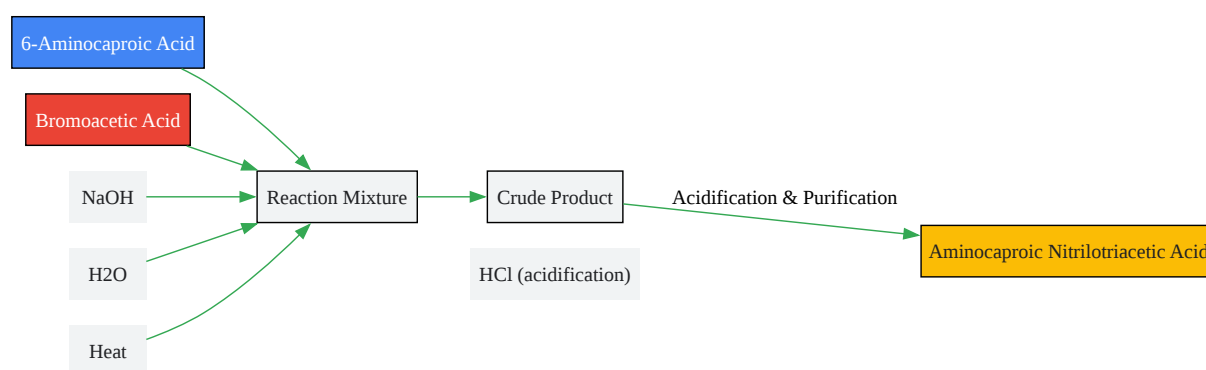 6-Aminocaproic Acid
Bromoacetic Acid
NaOH
H2O
Heat
Reaction Mixture
Crude Product
HCl (acidification)
Acidification & Purification
Aminocaproic Nitrilotriacetic Acid